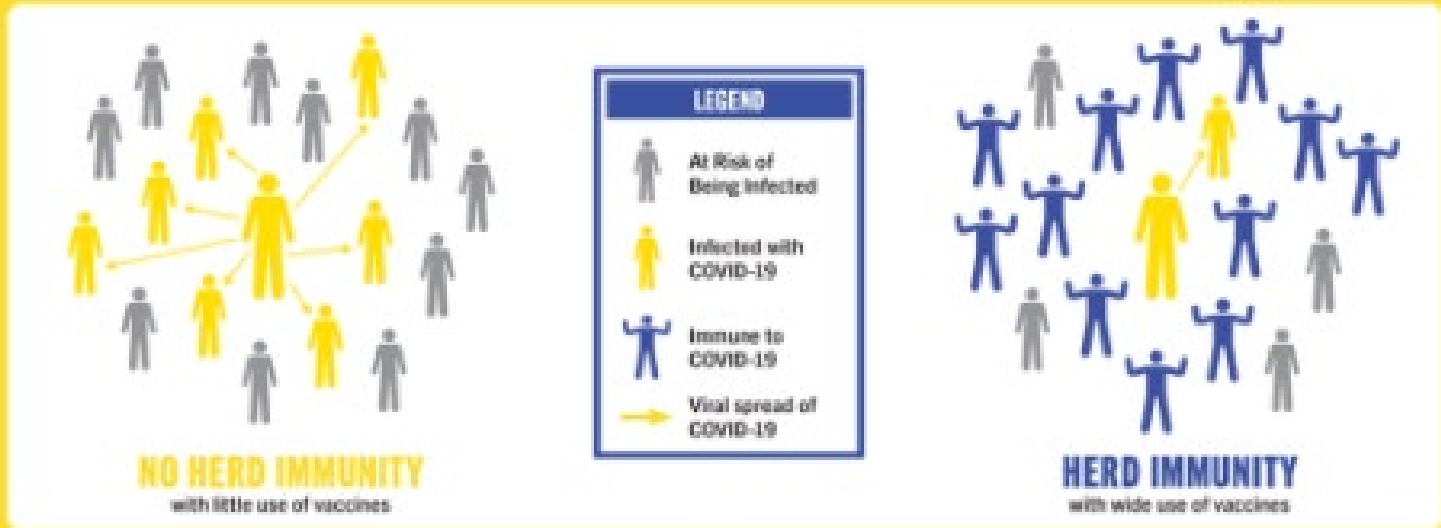 LEGEND
At Risk of
Being Infected
Infected with
COVID-19
Immune to
COVID-19
Viral spread of
COVID-19
NO HERD IMMUNITY
with little use of vaccines
HERD IMMUNITY
with wide use of vaccines